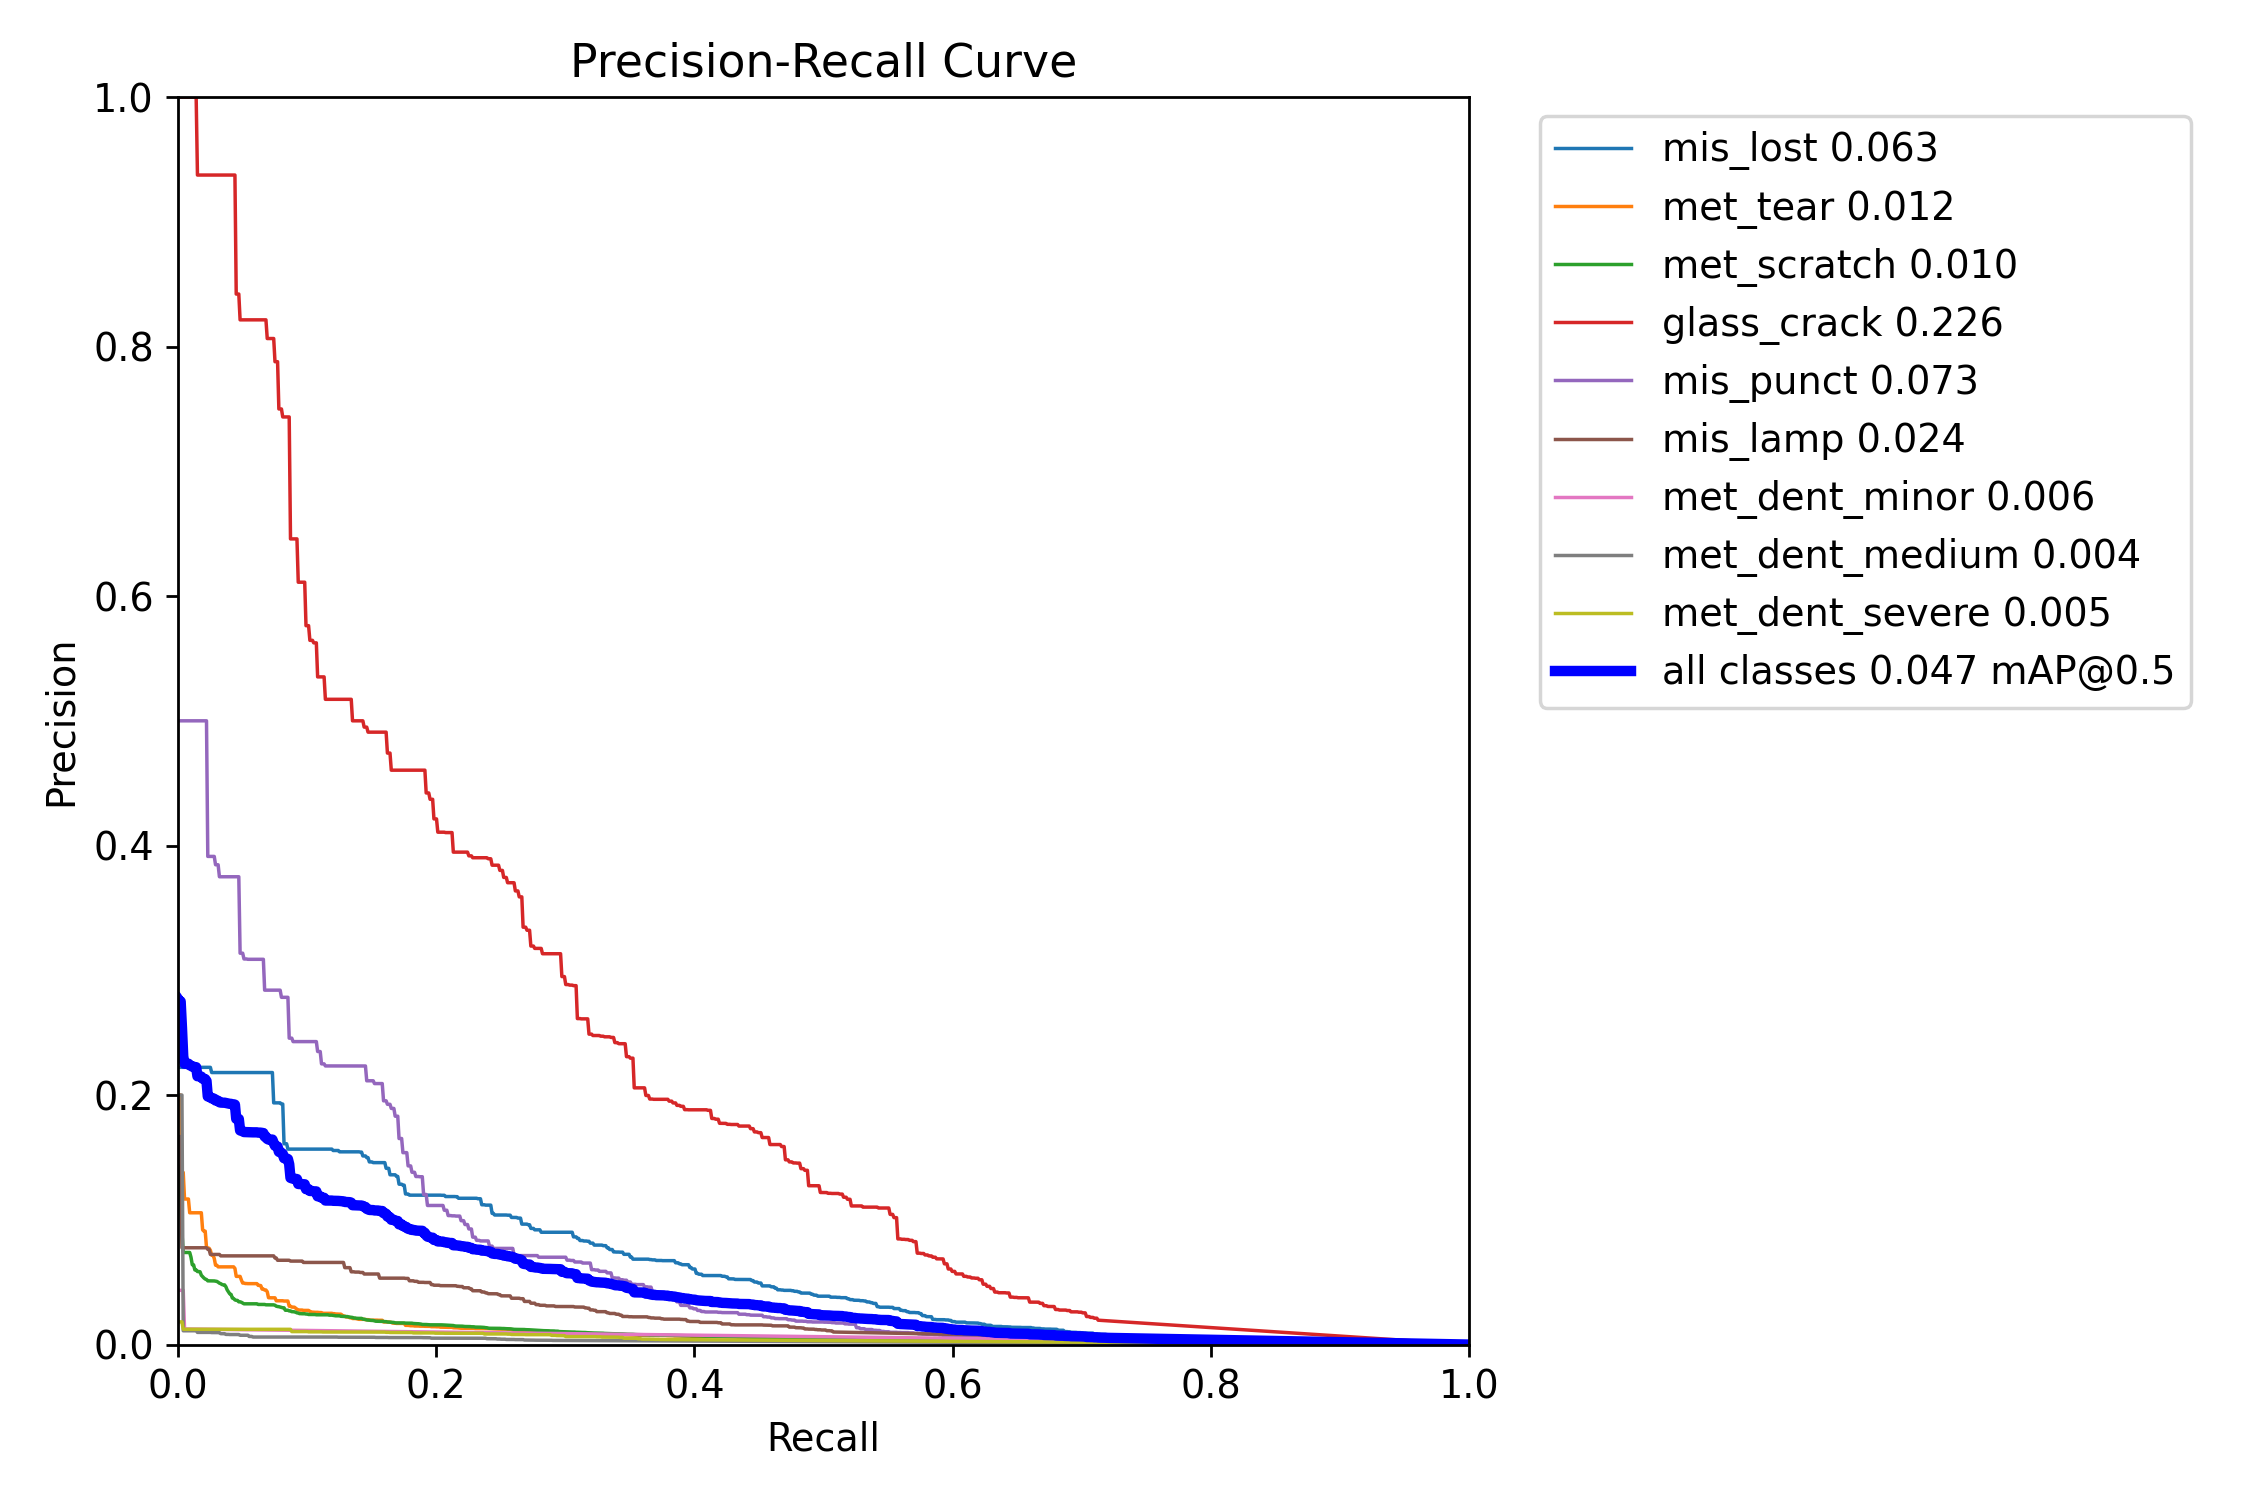 Precision-Recall Curve
1.0
0.8
0.6
0.4
0.2
0.0
Precision
0.0 0.2 0.4 0.6 0.8 1.0
Recall
mis_lost 0.063
met_tear 0.012
met_scratch 0.010
glass_crack 0.226
mis_punct 0.073
mis_lamp 0.024
met_dent_minor 0.006
met_dent_medium 0.004
met_dent_severe 0.005
all classes 0.047 mAP@0.5